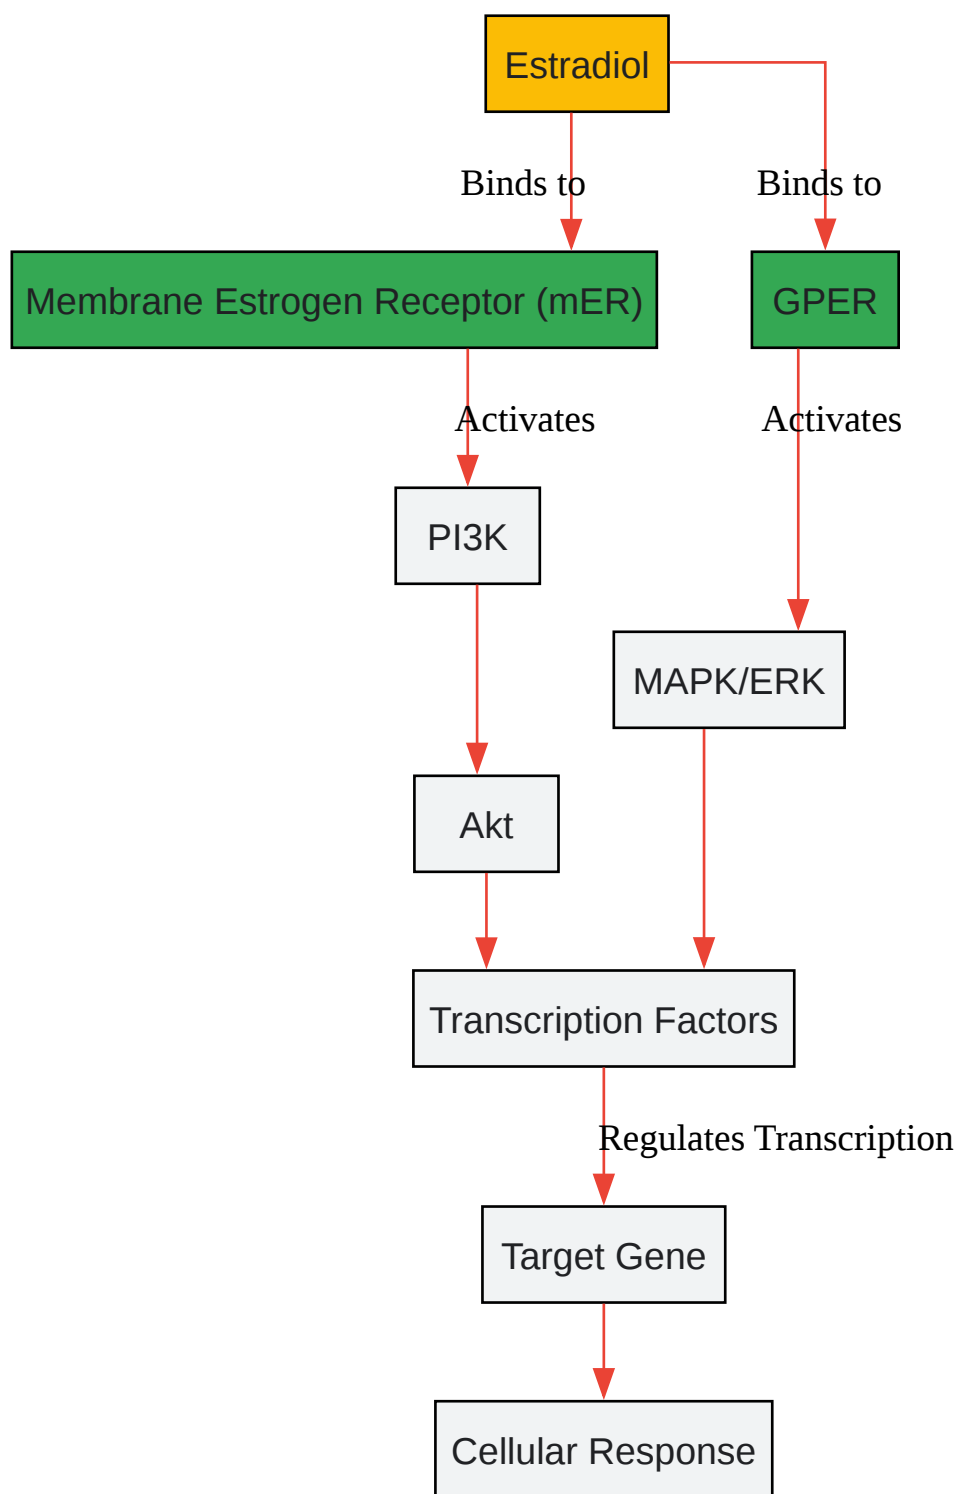 Estradiol
Binds to
Binds to
Membrane Estrogen Receptor (mER)
GPER
Activates
Activates
PI3K
MAPK/ERK
Akt
Transcription Factors
Regulates Transcription
Target Gene
Cellular Response